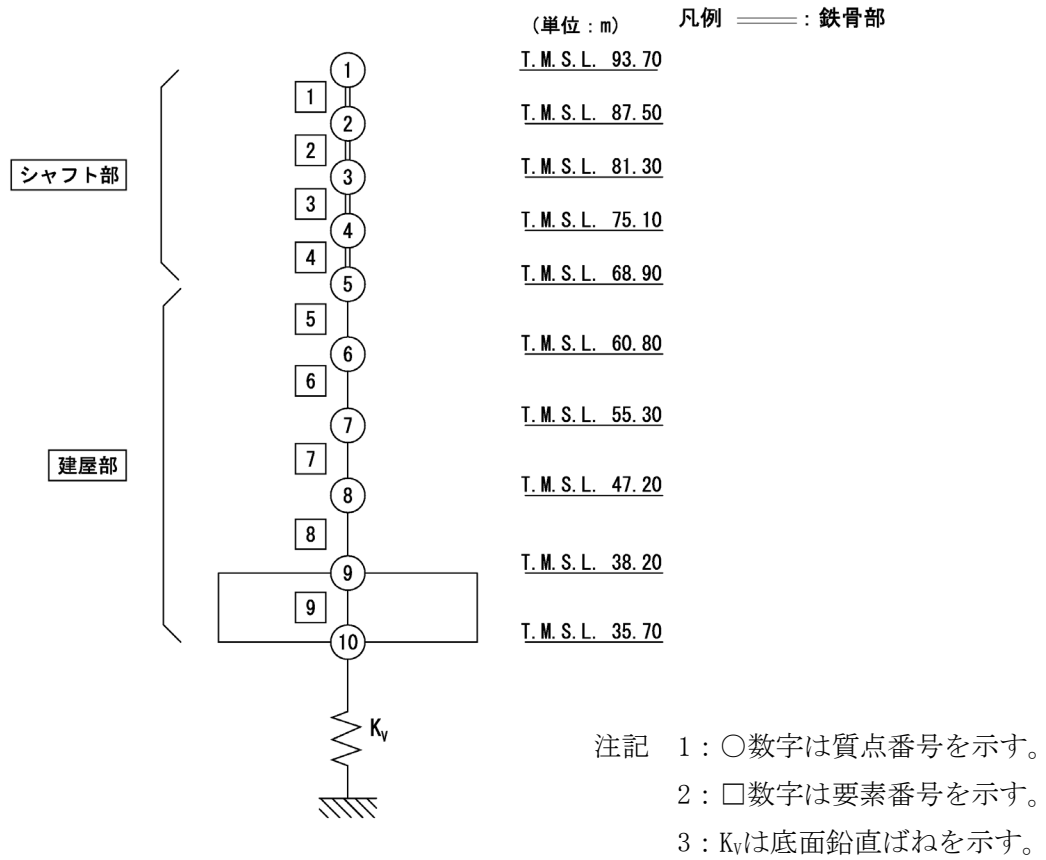 (単位：m)
凡例 ：鉄骨部
T.M.S.L. 93.70
T.M.S.L. 87.50
T.M.S.L. 81.30
T.M.S.L. 75.10
T.M.S.L. 68.90
T.M.S.L. 60.80
T.M.S.L. 55.30
T.M.S.L. 47.20
T.M.S.L. 38.20
T.M.S.L. 35.70
シャフト部
建屋部
1
2
3
4
5
6
7
8
9
1
2
3
4
5
6
7
8
9
10
Kv
注記 1：○数字は質点番号を示す。
2：□数字は要素番号を示す。
3：Kvは底面鉛直ばねを示す。